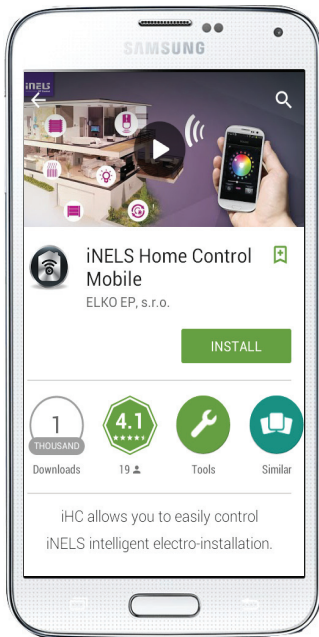 SAMSUNG
iNELS
iNELS Home Control
Mobile
ELKO EP, s.r.o.
INSTALL
1
THOUSAND
4.1
Downloads
19
Tools
Similar
iHC allows you to easily control
iNELS intelligent electro-installation.